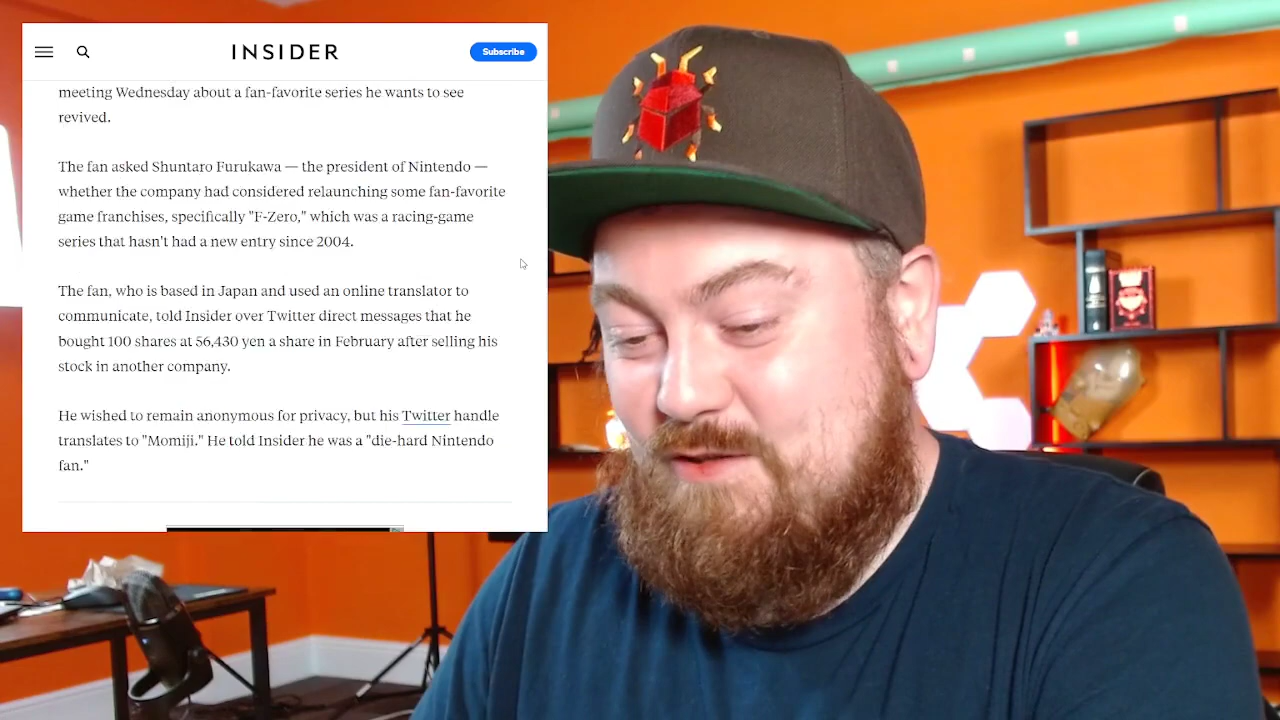 INSIDER
Subscribe
meeting Wednesday about a fan-favorite series he wants to see
revived.
The fan asked Shuntaro Furukawa — the president of Nintendo —
whether the company had considered relaunching some fan-favorite
game franchises, specifically "F-Zero," which was a racing-game
series that hasn't had a new entry since 2004.
The fan, who is based in Japan and used an online translator to
communicate, told Insider over Twitter direct messages that he
bought 100 shares at 56,430 yen a share in February after selling his
stock in another company.
He wished to remain anonymous for privacy, but his Twitter handle
translates to "Momiji." He told Insider he was a "die-hard Nintendo
fan."